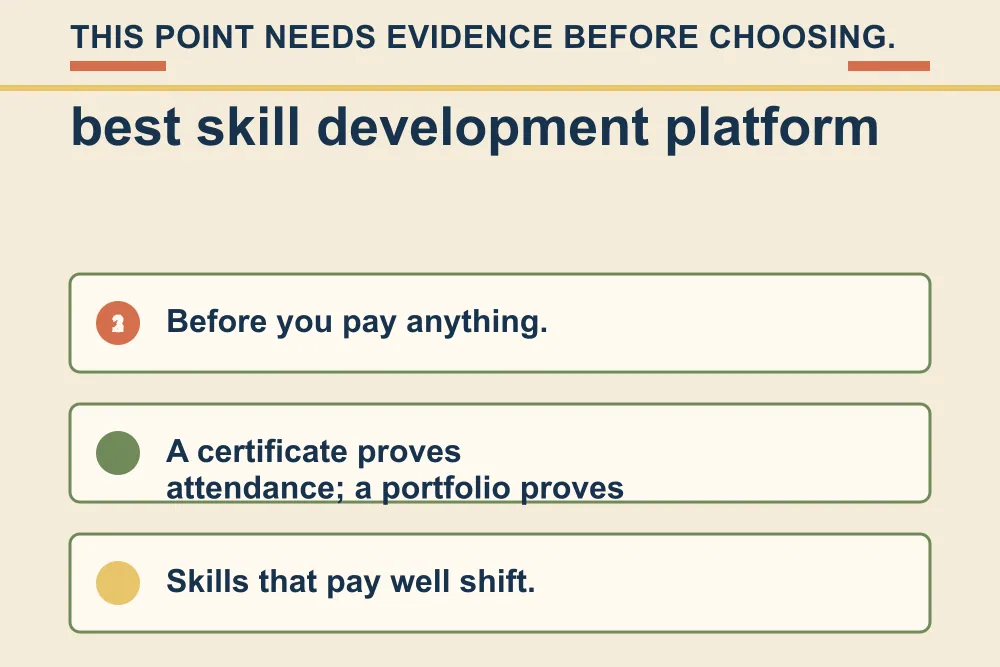 THIS POINT NEEDS EVIDENCE BEFORE CHOOSING.
best skill development platform
Before you pay anything.
A certificate proves
attendance; a portfolio proves
Skills that pay well shift.